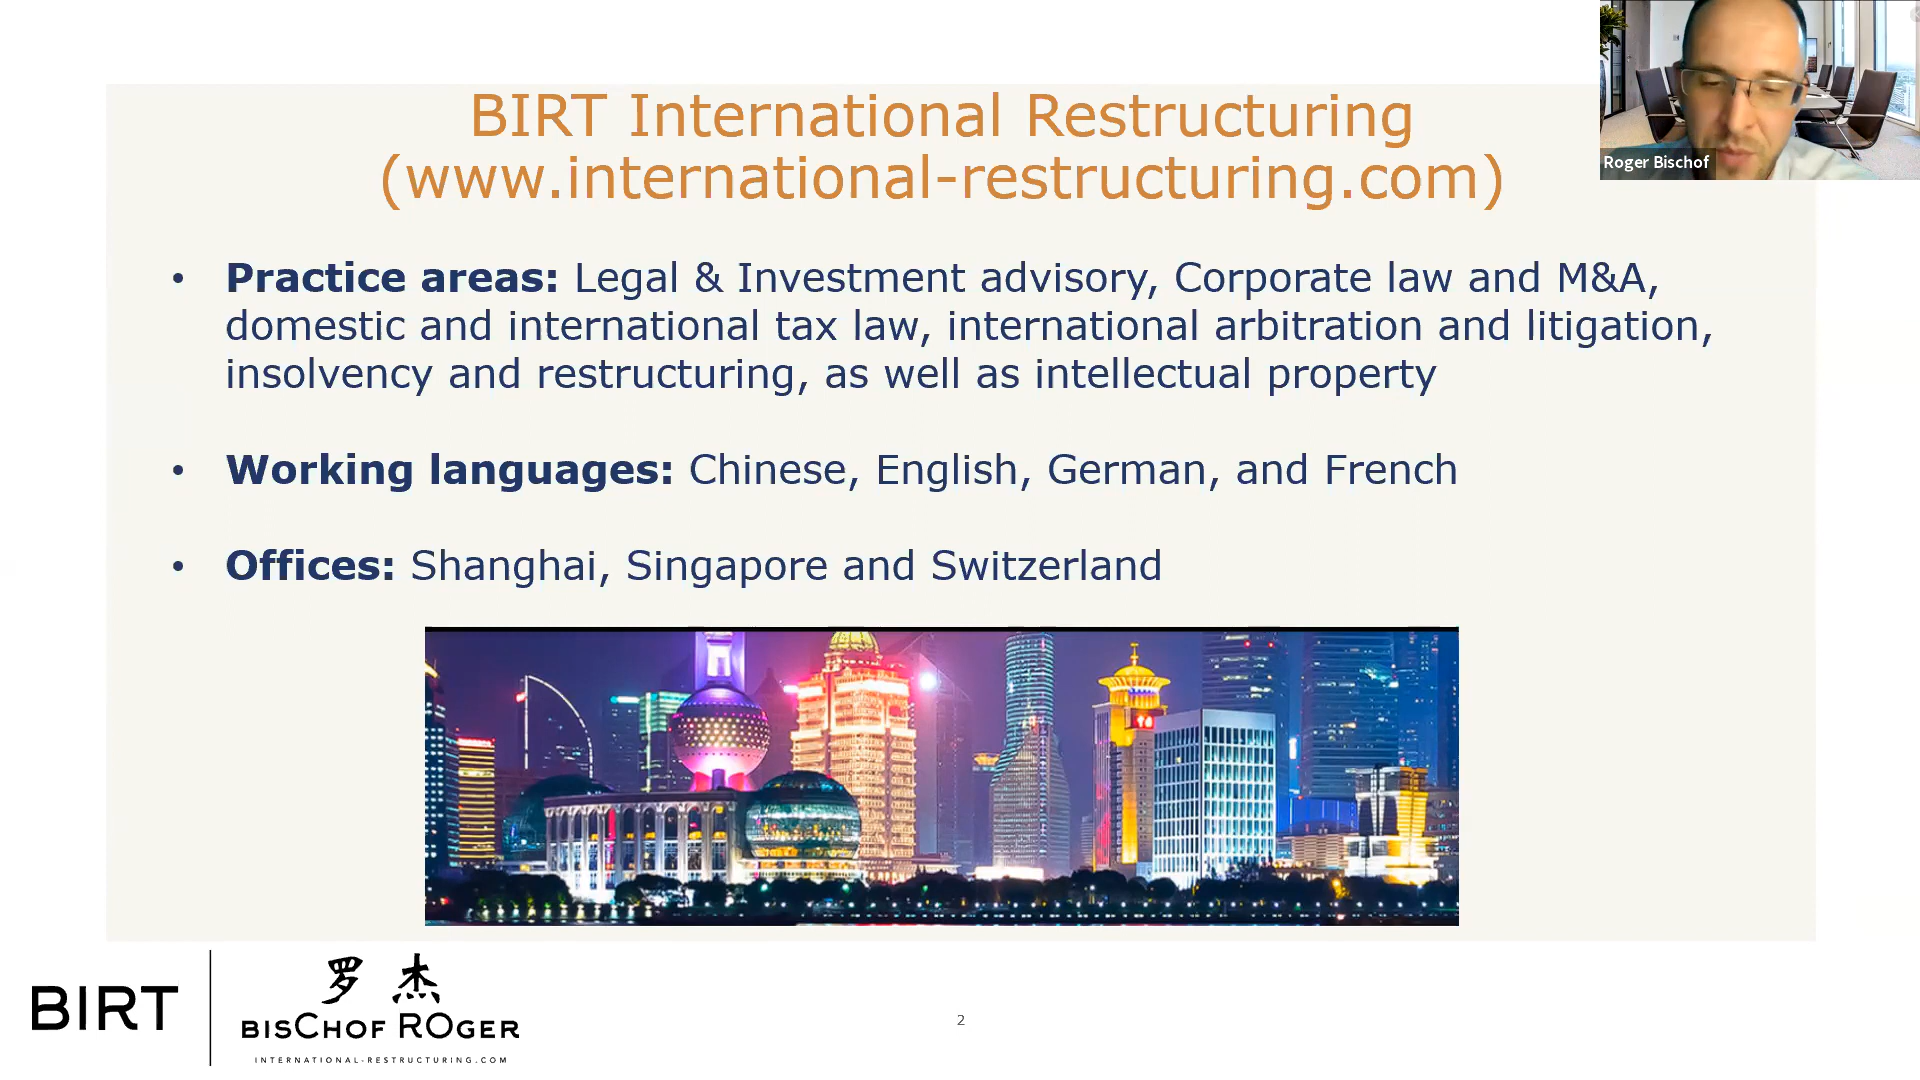 BIRT International Restructuring
(www.international-restructuring.com)
Roger Bischof
• Practice areas: Legal & Investment advisory, Corporate law and M&A,
domestic and international tax law, international arbitration and litigation,
insolvency and restructuring, as well as intellectual property
• Working languages: Chinese, English, German, and French
• Offices: Shanghai, Singapore and Switzerland
BIRT
罗 杰
BISCHOF ROGER
INTERNATIONAL-RESTRUCTURING.COM
2